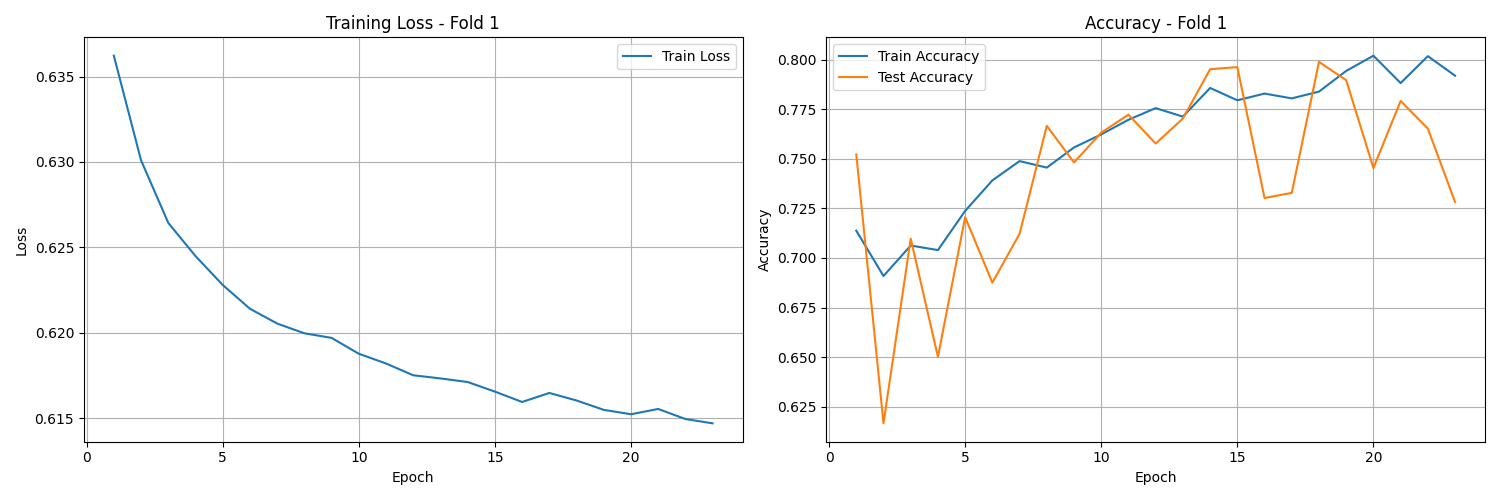 Training Loss - Fold 1
Train Loss
0.635
0.630
0.625
0.620
0.615
Loss
0
5
10
15
20
Epoch
Accuracy - Fold 1
Train Accuracy
Test Accuracy
0.800
0.775
0.750
0.725
0.700
0.675
0.650
0.625
Accuracy
0
5
10
15
20
Epoch